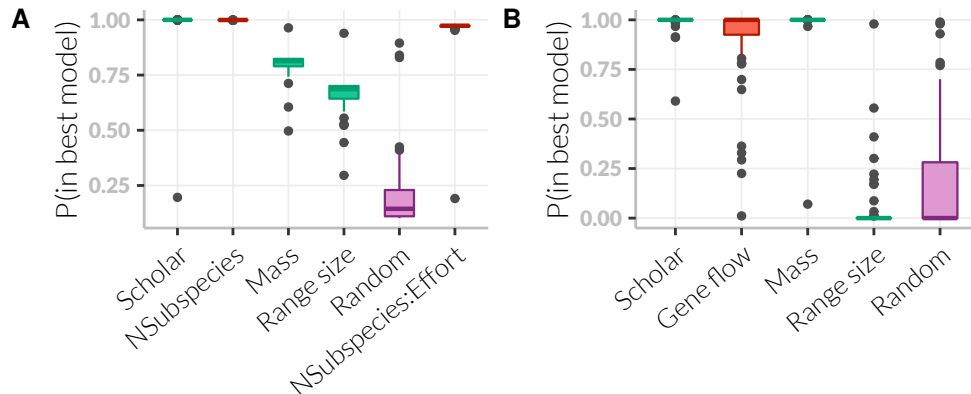 A
P(in best model)
1.00
0.75
0.50
0.25
Scholar
NSubspecies
Mass
Range size
Random
NSubspecies:Effort
B
P(in best model)
1.00
0.75
0.50
0.25
0.00
Scholar
Gene flow
Mass
Range size
Random